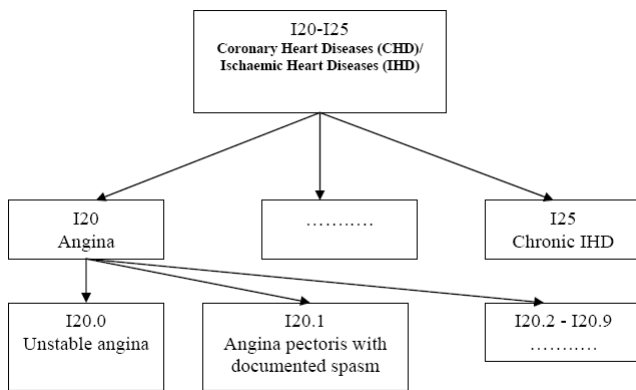 I20-I25
Coronary Heart Diseases (CHD)/
Ischaemic Heart Diseases (IHD)
I20
Angina
………..…
I25
Chronic IHD
I20.0
Unstable angina
I20.1
Angina pectoris with
documented spasm
I20.2 - I20.9
………..…